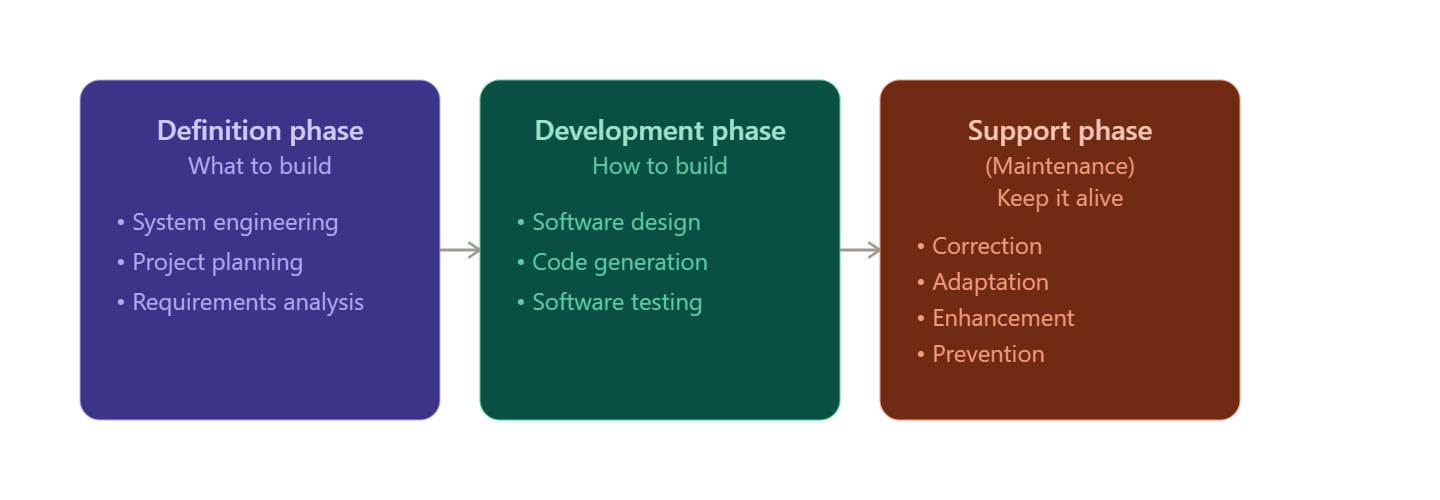 Definition phase
What to build
• System engineering
• Project planning
• Requirements analysis
Development phase
How to build
• Software design
• Code generation
• Software testing
Support phase
(Maintenance)
Keep it alive
• Correction
• Adaptation
• Enhancement
• Prevention